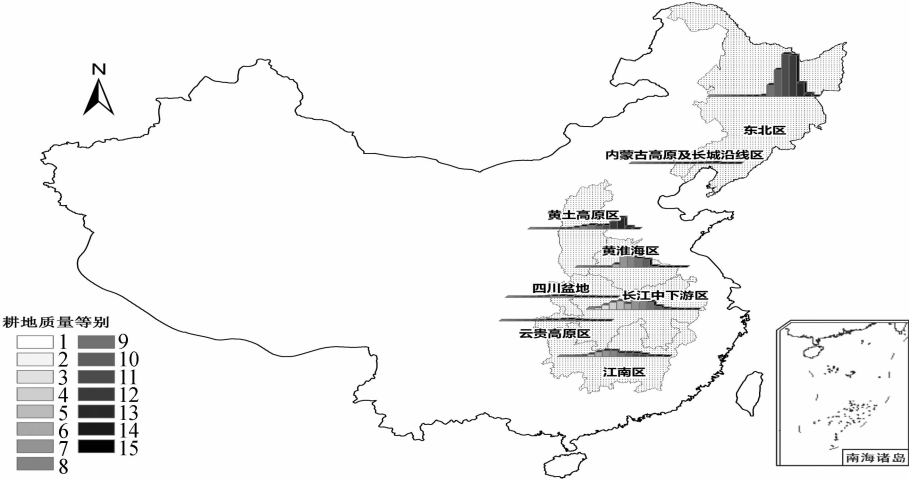 N
东北区
内蒙古高原及长城沿线区
黄土高原区
黄淮海区
四川盆地
长江中下游区
云贵高原区
江南区
耕地质量等别
1
2
3
4
5
6
7
8
9
10
11
12
13
14
15
南海诸岛